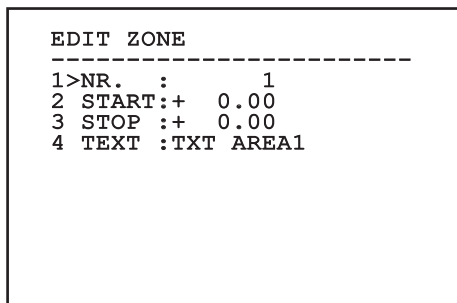 EDIT ZONE
------------------------
1>NR.  :      1
2 START:+  0.00
3 STOP :+  0.00
4 TEXT :TXT AREA1